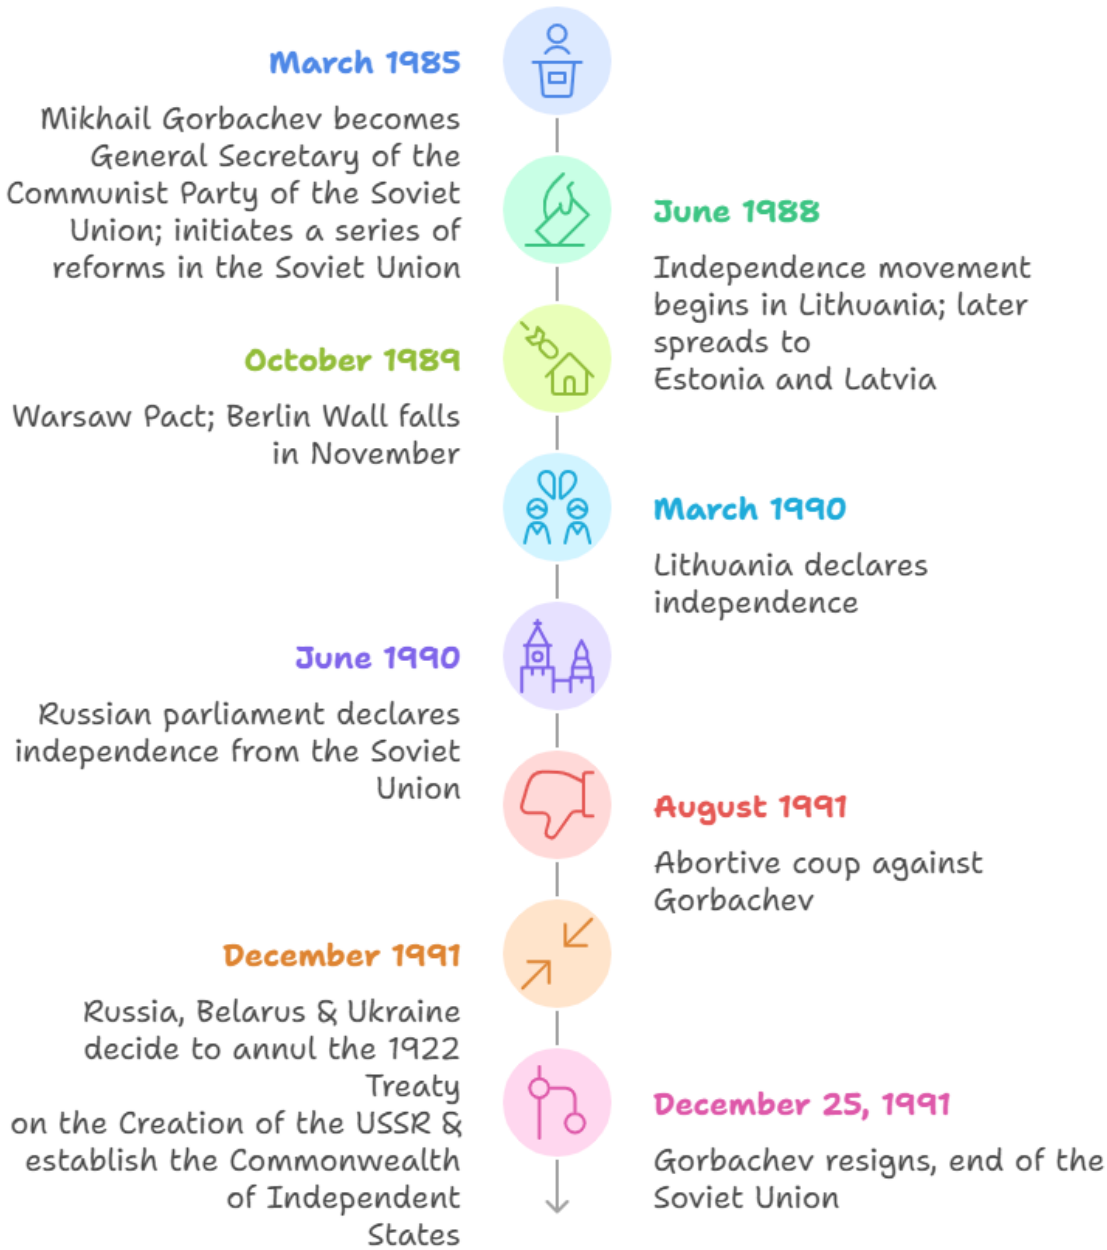 March 1985
Mikhail Gorbachev becomes
General Secretary of the
Communist Party of the Soviet
Union; initiates a series of
reforms in the Soviet Union
June 1988
Independence movement
begins in Lithuania; later
spreads to
Estonia and Latvia
October 1989
Warsaw Pact; Berlin Wall falls
in November
March 1990
Lithuania declares
independence
June 1990
Russian parliament declares
independence from the Soviet
Union
August 1991
Abortive coup against
Gorbachev
December 1991
Russia, Belarus & Ukraine
decide to annul the 1922
Treaty
on the Creation of the USSR &
establish the Commonwealth
of Independent
States
December 25, 1991
Gorbachev resigns, end of the
Soviet Union